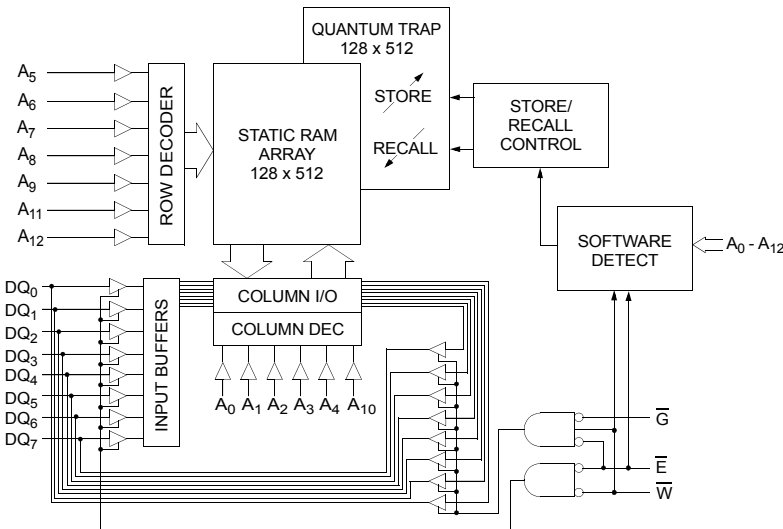 QUANTUM TRAP
128 x 512
STORE
RECALL
STATIC RAM
ARRAY
128 x 512
STORE/
RECALL
CONTROL
SOFTWARE
DETECT
A0 - A12
A5
A6
A7
A8
A9
A11
A12
ROW DECODER
DQ0
DQ1
DQ2
DQ3
DQ4
DQ5
DQ6
DQ7
INPUT BUFFERS
COLUMN I/O
COLUMN DEC
A0 A1 A2 A3 A4 A10
G̅
E̅
W̅